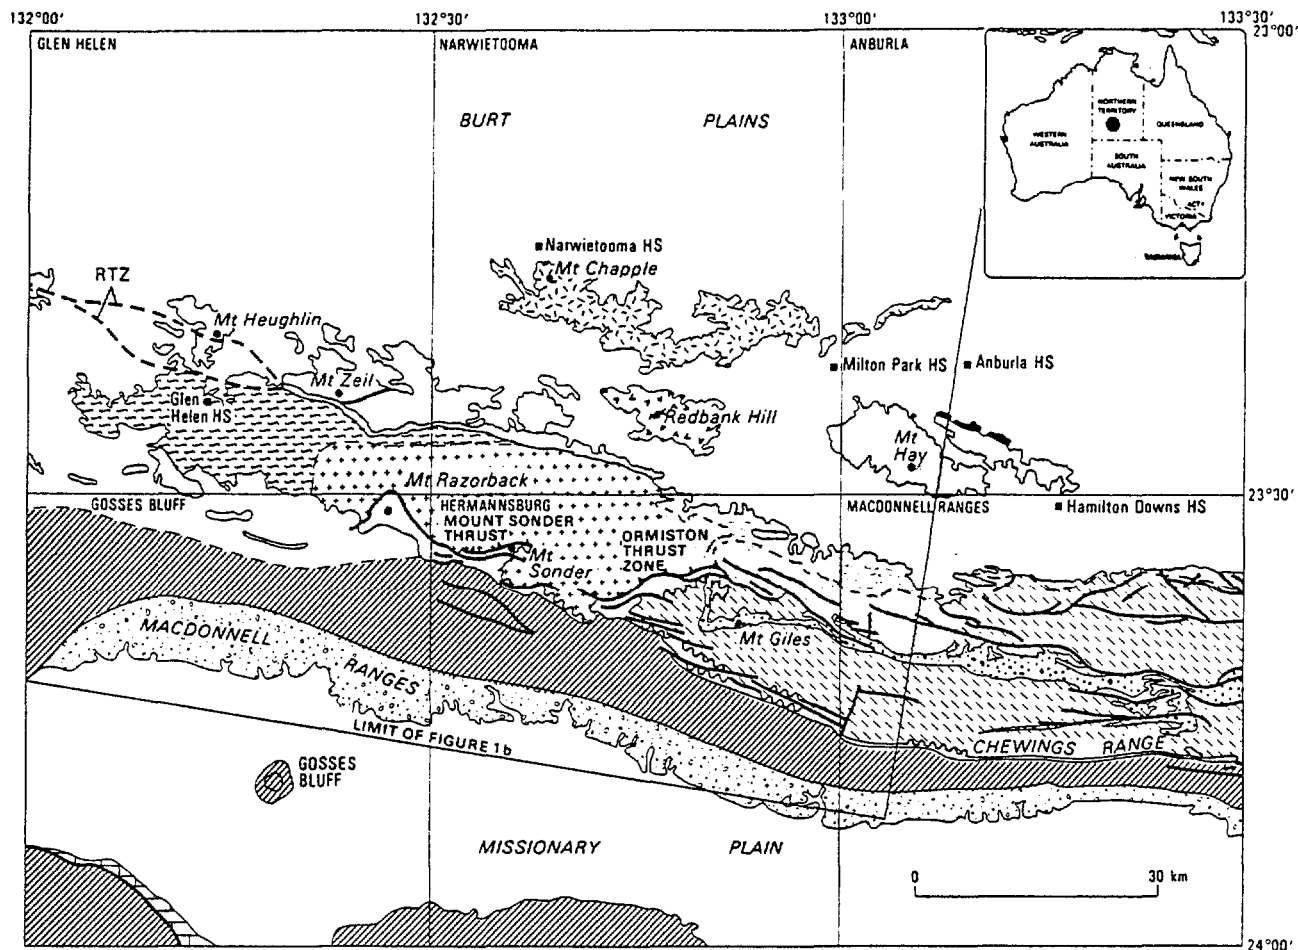 132°00'
132°30'
133°00'
133°30'
23°00'
GLEN HELEN
NARWIETOOMA
ANBURLA
BURT PLAINS
NORTHERN
TERRITORY
WESTERN
AUSTRALIA
QUEENSLAND
SOUTH
AUSTRALIA
NEW SOUTH
WALES
ACT
VICTORIA
TASMANIA
Narwietooma HS
Mt Chapple
RTZ
Mt Heughlin
Milton Park HS
Anburla HS
Mt Zeil
Glen
Helen HS
Redbank Hill
Mt
Hay
Mt Razorback
23°30'
GOSSES BLUFF
HERMANNSBURG
MACDONNELL RANGES
Hamilton Downs HS
MOUNT SONDER
THRUST
ORMISTON
THRUST
ZONE
Mt
Sonder
Mt Giles
MACDONNELL
RANGES
LIMIT OF FIGURE 1b
CHEWINGS RANGE
GOSSES
BLUFF
MISSIONARY PLAIN
0 30 km
24°00'